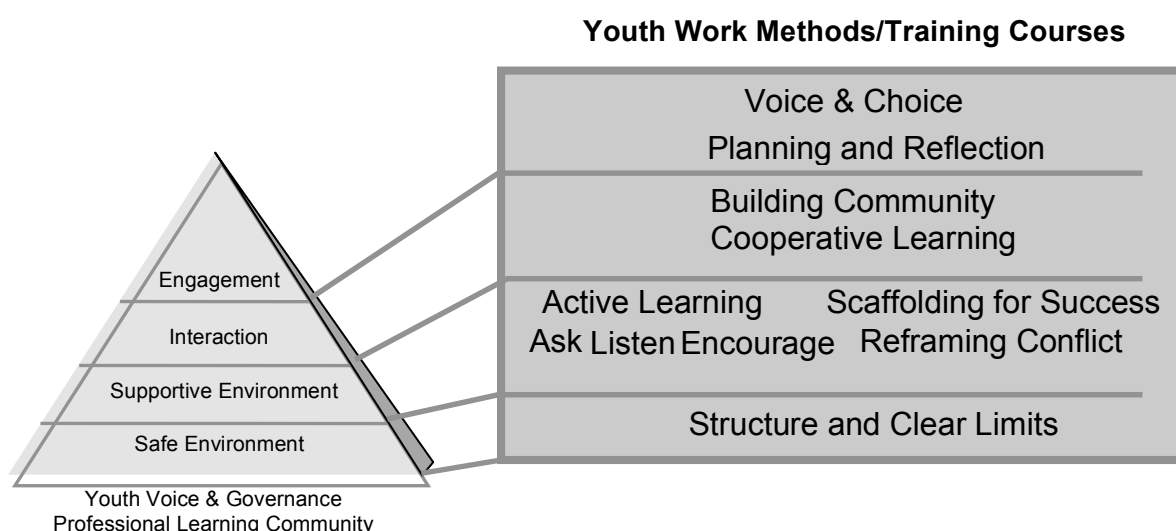 Youth Work Methods/Training Courses
Voice & Choice
Planning and Reflection
Building Community
Cooperative Learning
Active Learning Scaffolding for Success
Ask Listen Encourage Reframing Conflict
Structure and Clear Limits
Engagement
Interaction
Supportive Environment
Safe Environment
Youth Voice & Governance
Professional Learning Community